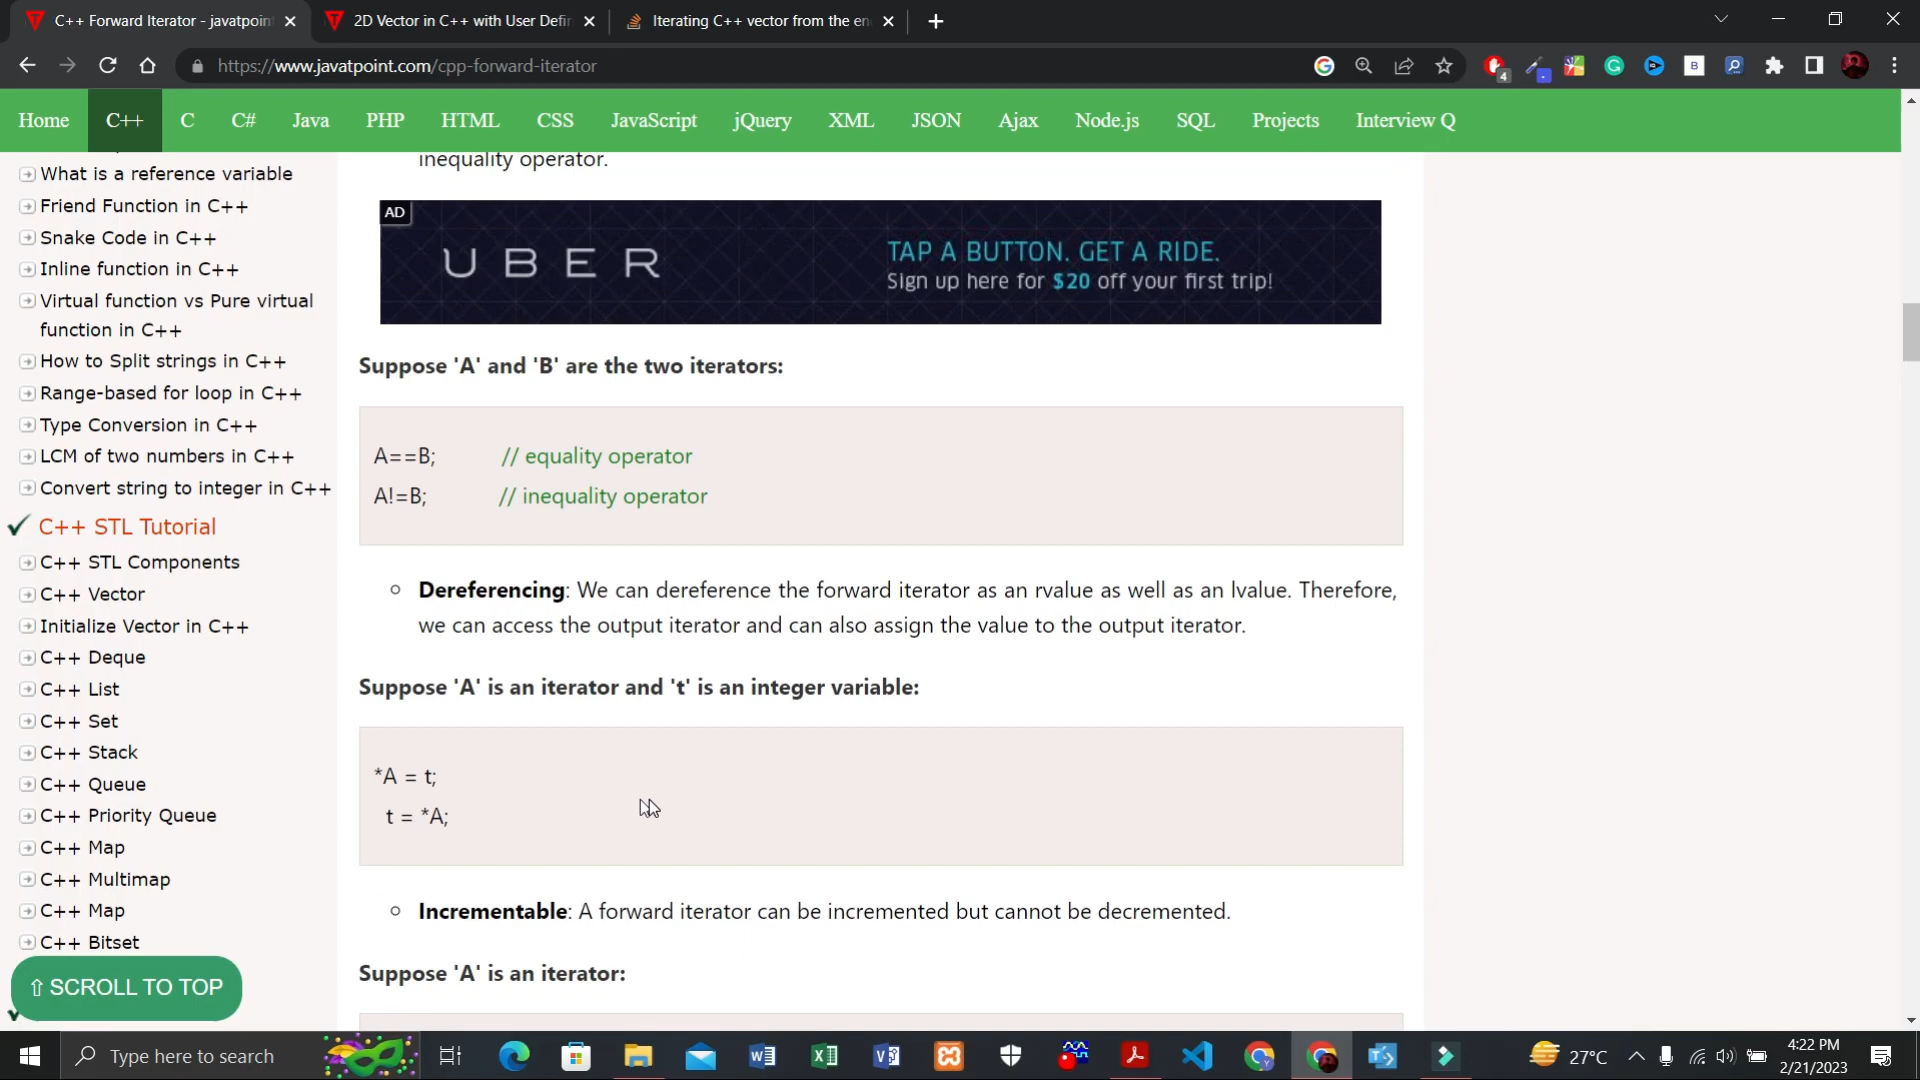 C++ Forward Iterator - javatpoin
2D Vector in C++ with User Defin
Iterating C++ vector from the en
https://www.javatpoint.com/cpp-forward-iterator
4
B
Home C++ C C# Java PHP HTML CSS JavaScript jQuery XML JSON Ajax Node.js SQL Projects Interview Q
What is a reference variable
Friend Function in C++
Snake Code in C++
Inline function in C++
Virtual function vs Pure virtual
function in C++
How to Split strings in C++
Range-based for loop in C++
Type Conversion in C++
LCM of two numbers in C++
Convert string to integer in C++
C++ STL Tutorial
C++ STL Components
C++ Vector
Initialize Vector in C++
C++ Deque
C++ List
C++ Set
C++ Stack
C++ Queue
C++ Priority Queue
C++ Map
C++ Multimap
C++ Map
C++ Bitset
⇧ SCROLL TO TOP
inequality operator.
AD
UBER
TAP A BUTTON. GET A RIDE.
Sign up here for $20 off your first trip!
Suppose 'A' and 'B' are the two iterators:
A==B; // equality operator
A!=B; // inequality operator
Dereferencing: We can dereference the forward iterator as an rvalue as well as an lvalue. Therefore,
we can access the output iterator and can also assign the value to the output iterator.
Suppose 'A' is an iterator and 't' is an integer variable:
*A = t;
t = *A;
Incrementable: A forward iterator can be incremented but cannot be decremented.
Suppose 'A' is an iterator:
Type here to search
27°C
4:22 PM
2/21/2023